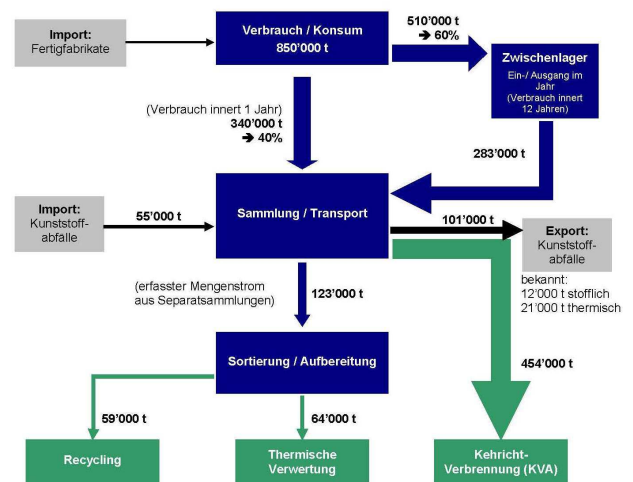 Import:
Fertigfabrikate
Verbrauch / Konsum
850’000 t
510’000 t
➔ 60%
Zwischenlager
Ein-/ Ausgang im
Jahr
(Verbrauch innert
12 Jahren)
(Verbrauch innert 1 Jahr)
340’000 t
➔ 40%
283’000 t
Import:
Kunststoff-
abfälle
55’000 t
Sammlung / Transport
101’000 t
Export:
Kunststoff-
abfälle
bekannt:
12’000 t stofflich
21’000 t thermisch
(erfasster Mengenstrom
aus Separatsammlungen)
123’000 t
Sortierung / Aufbereitung
454’000 t
59’000 t
64’000 t
Recycling
Thermische
Verwertung
Kehricht-
Verbrennung (KVA)